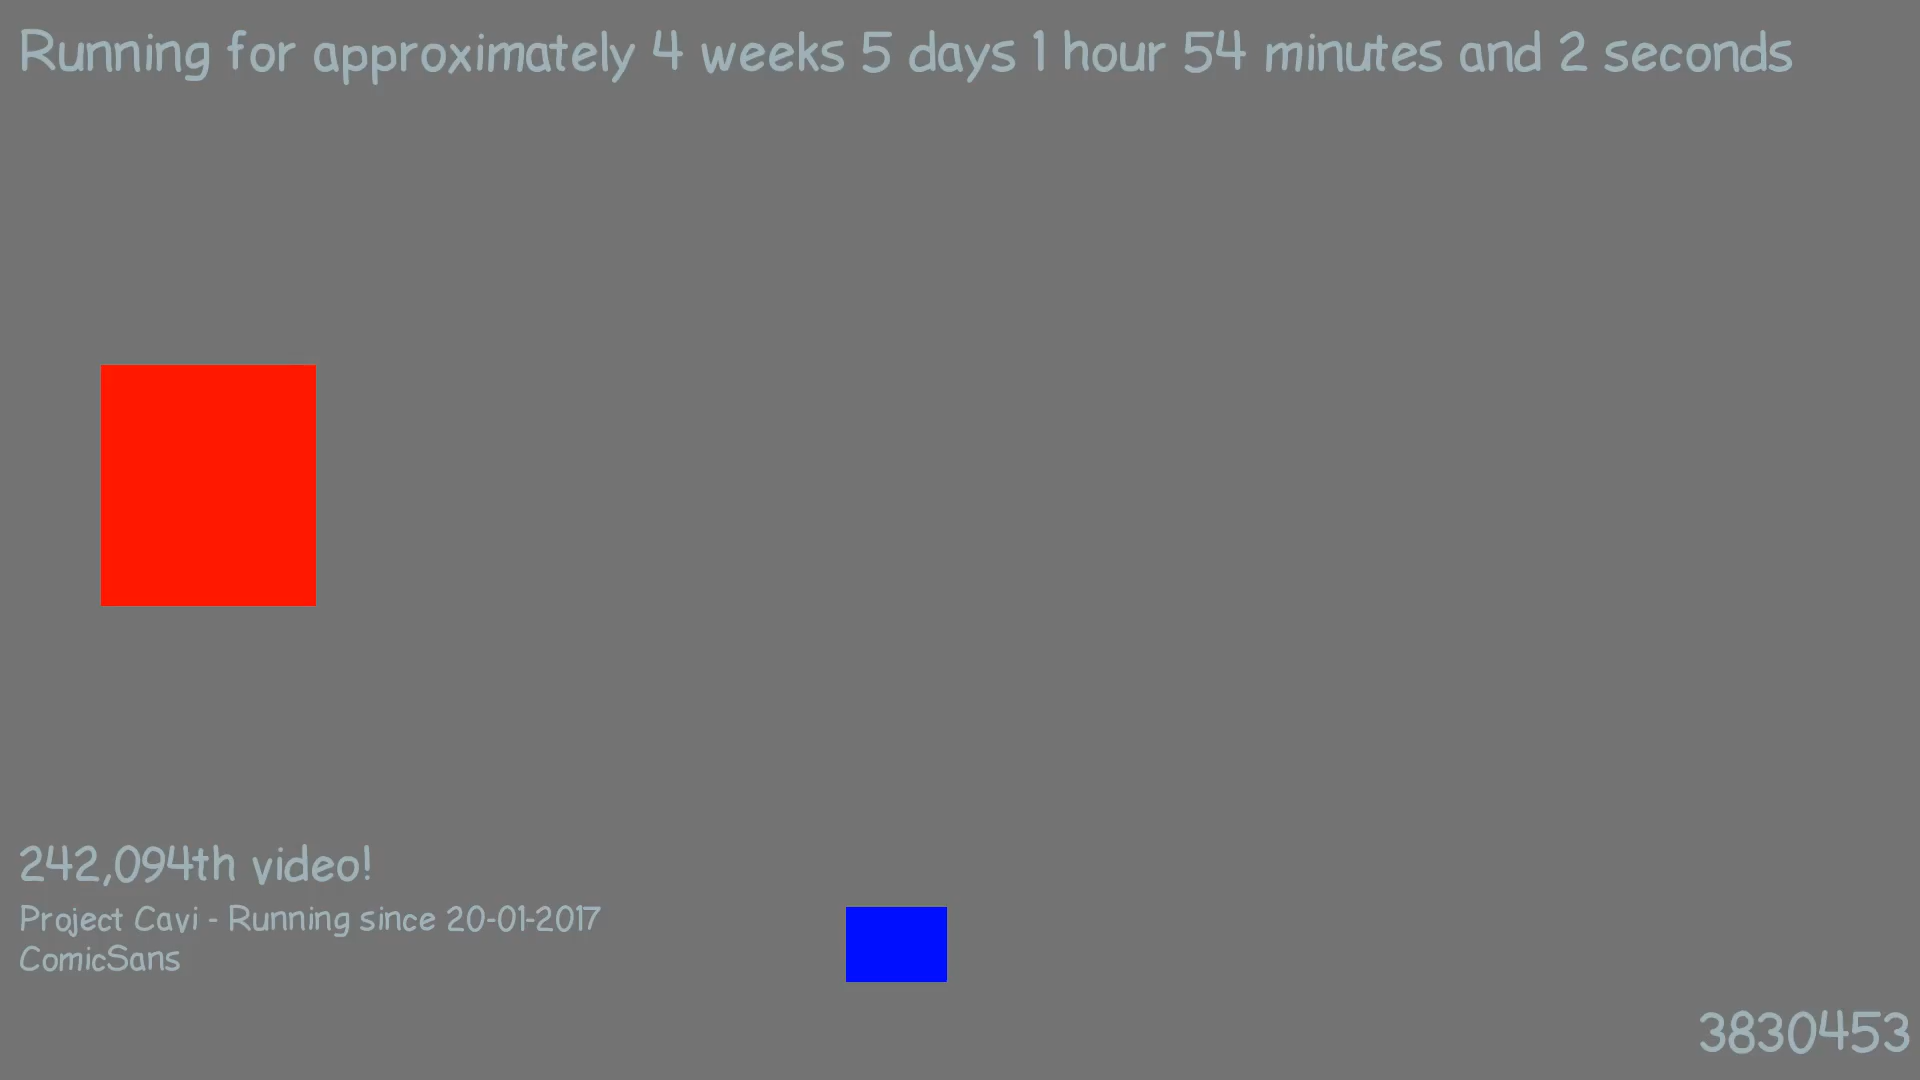 Running for approximately 4 weeks 5 days 1 hour 54 minutes and 2 seconds
242,094th video!
Project Cavi - Running since 20-01-2017
ComicSans
3830453